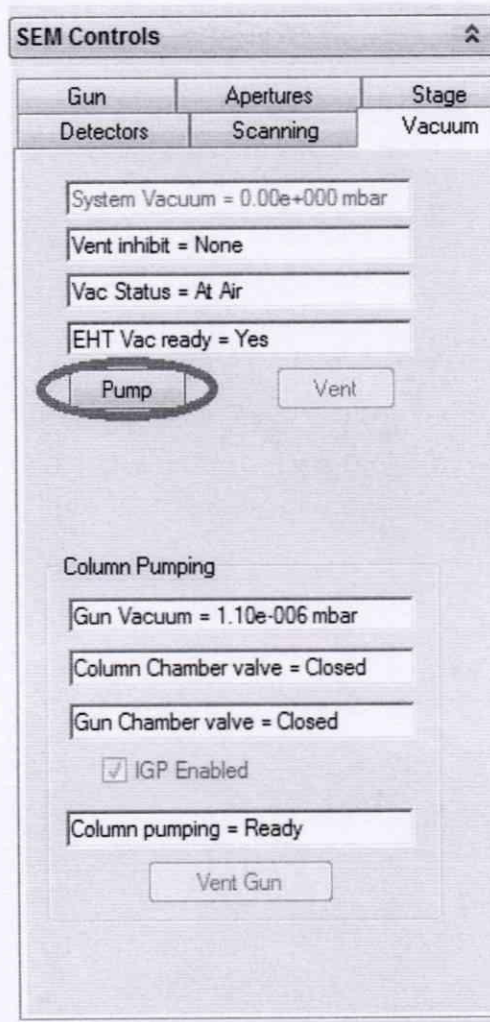 SEM Controls
Gun Apertures Stage
Detectors Scanning Vacuum
System Vacuum = 0.00e+000 mbar
Vent inhibit = None
Vac Status = At Air
EHT Vac ready = Yes
Pump Vent
Column Pumping
Gun Vacuum = 1.10e-006 mbar
Column Chamber valve = Closed
Gun Chamber valve = Closed
IGP Enabled
Column pumping = Ready
Vent Gun